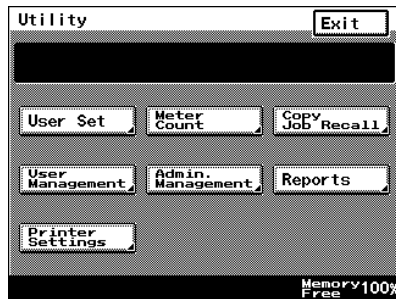 Utility
Exit
User Set
Meter
Count
Copy
Job Recall
User
Management
Admin.
Management
Reports
Printer
Settings
Memory
Free
100%